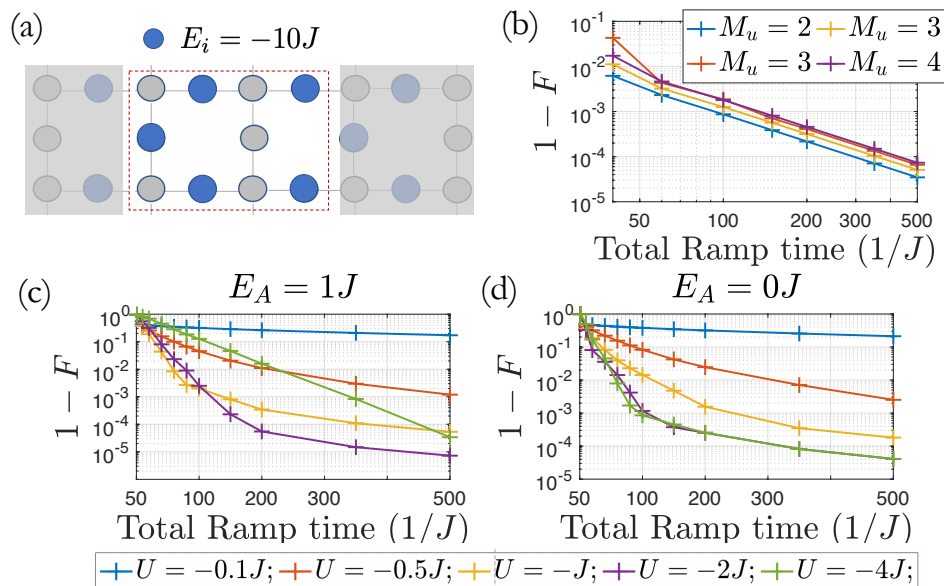 (a)
E_i = −10J
(b)
10^-1
10^-2
10^-3
10^-4
10^-5
1 − F
M_u = 2
M_u = 3
M_u = 3
M_u = 4
50
100
200
300
500
Total Ramp time (1/J)
(c)
E_A = 1J
10^0
10^-1
10^-2
10^-3
10^-4
10^-5
1 − F
50
100
200
300
500
Total Ramp time (1/J)
(d)
E_A = 0J
10^0
10^-1
10^-2
10^-3
10^-4
10^-5
1 − F
50
100
200
300
500
Total Ramp time (1/J)
U = −0.1J; U = −0.5J; U = −J; U = −2J; U = −4J;